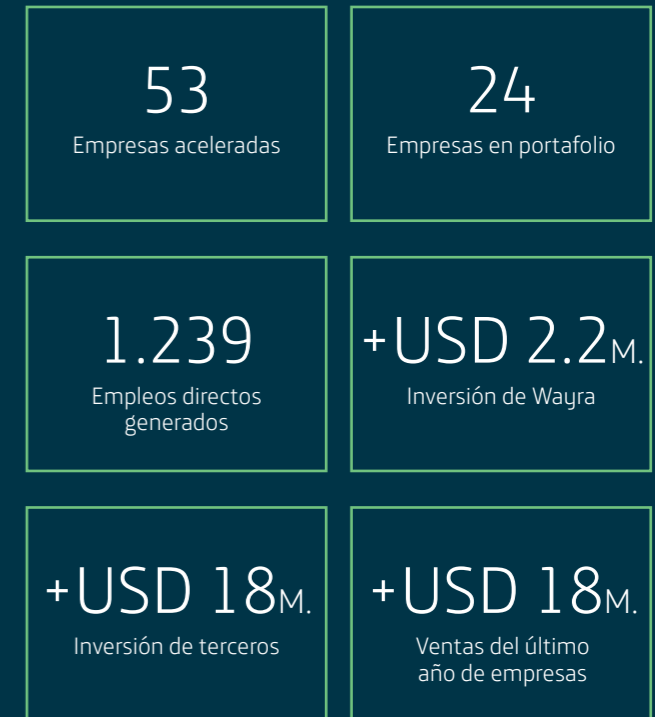 53
Empresas aceleradas
24
Empresas en portafolio
1.239
Empleos directos
generados
+USD 2.2M.
Inversión de Wayra
+USD 18M.
Inversión de terceros
+USD 18M.
Ventas del último
año de empresas